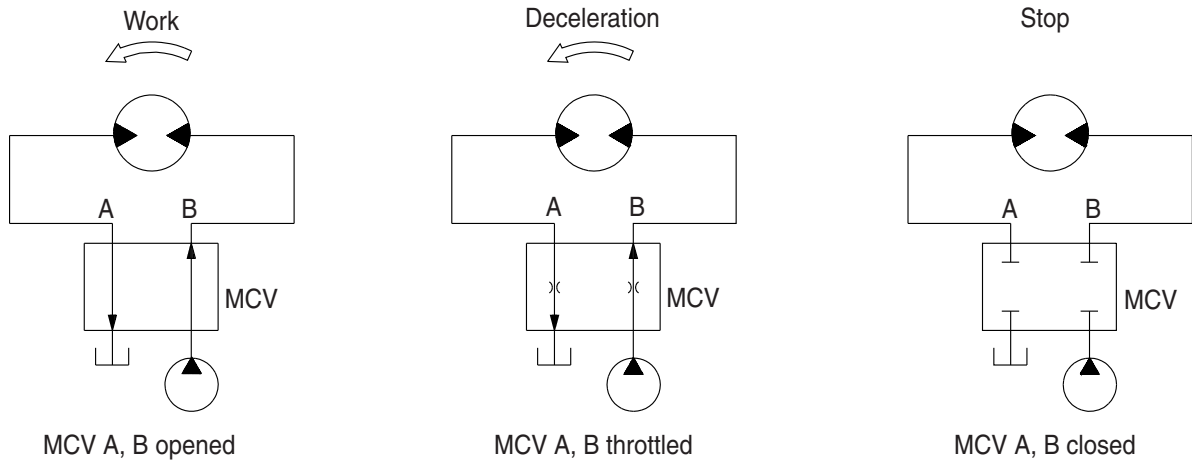 Work
A
B
MCV
MCV A, B opened
Deceleration
A
B
MCV
MCV A, B throttled
Stop
A
B
MCV
MCV A, B closed